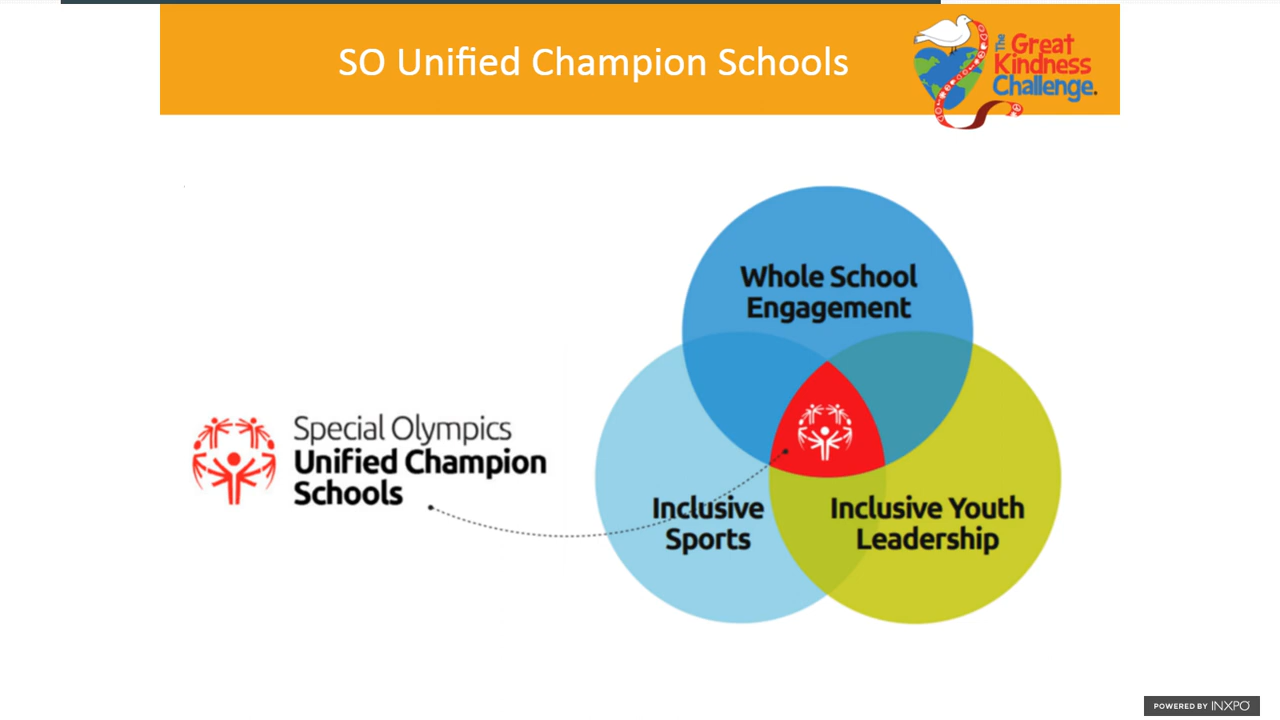 SO Unified Champion Schools
The
Great
Kindness
Challenge.
Whole School
Engagement
Special Olympics
Unified Champion
Schools
Inclusive
Sports
Inclusive Youth
Leadership
POWERED BY INXPO